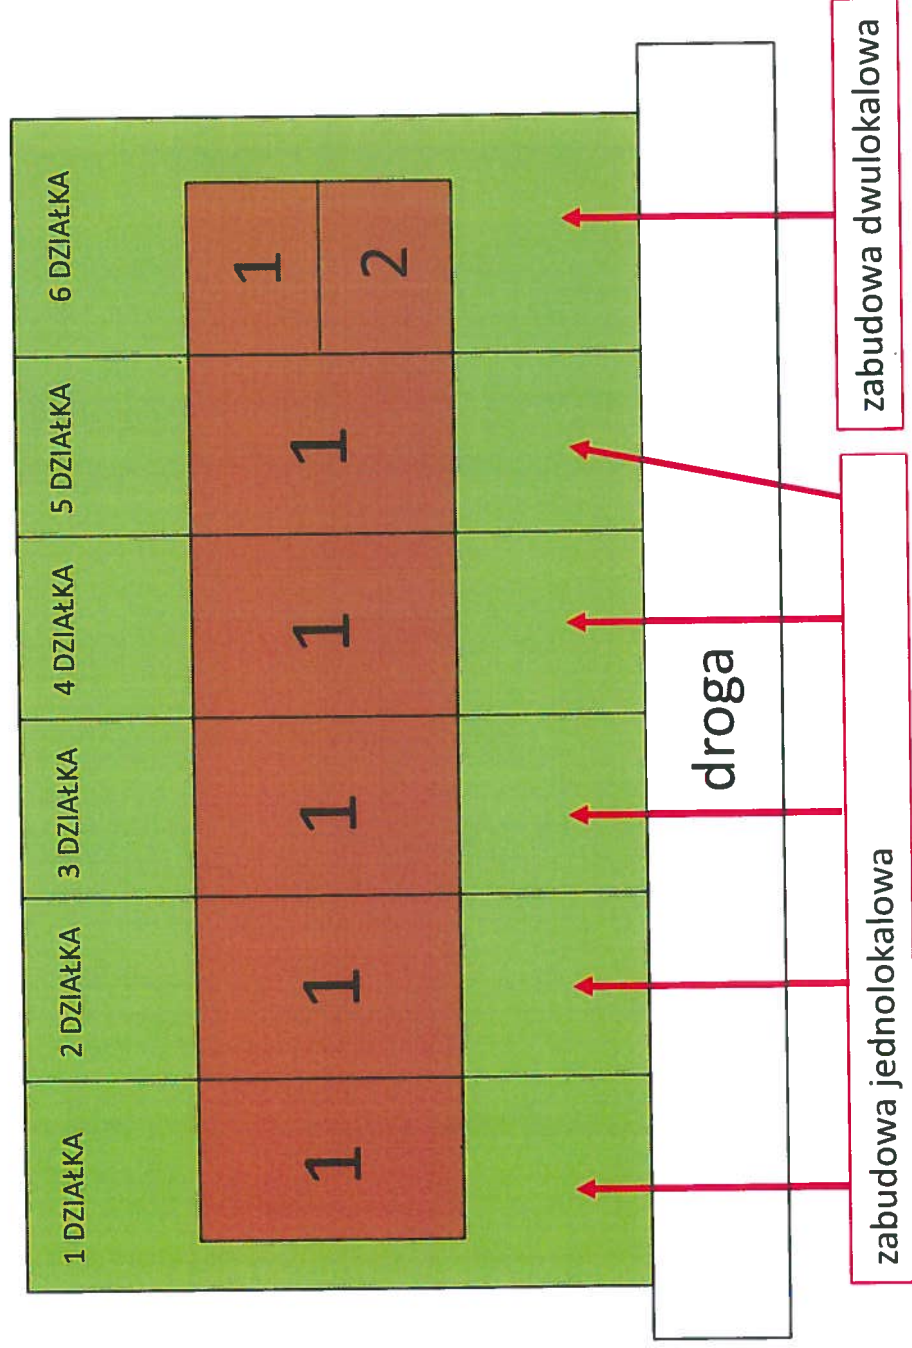 1 DZIAŁKA
2 DZIAŁKA
3 DZIAŁKA
4 DZIAŁKA
5 DZIAŁKA
6 DZIAŁKA
1
1
1
1
1
1
2
droga
zabudowa jednolokalowa
zabudowa dwulokalowa